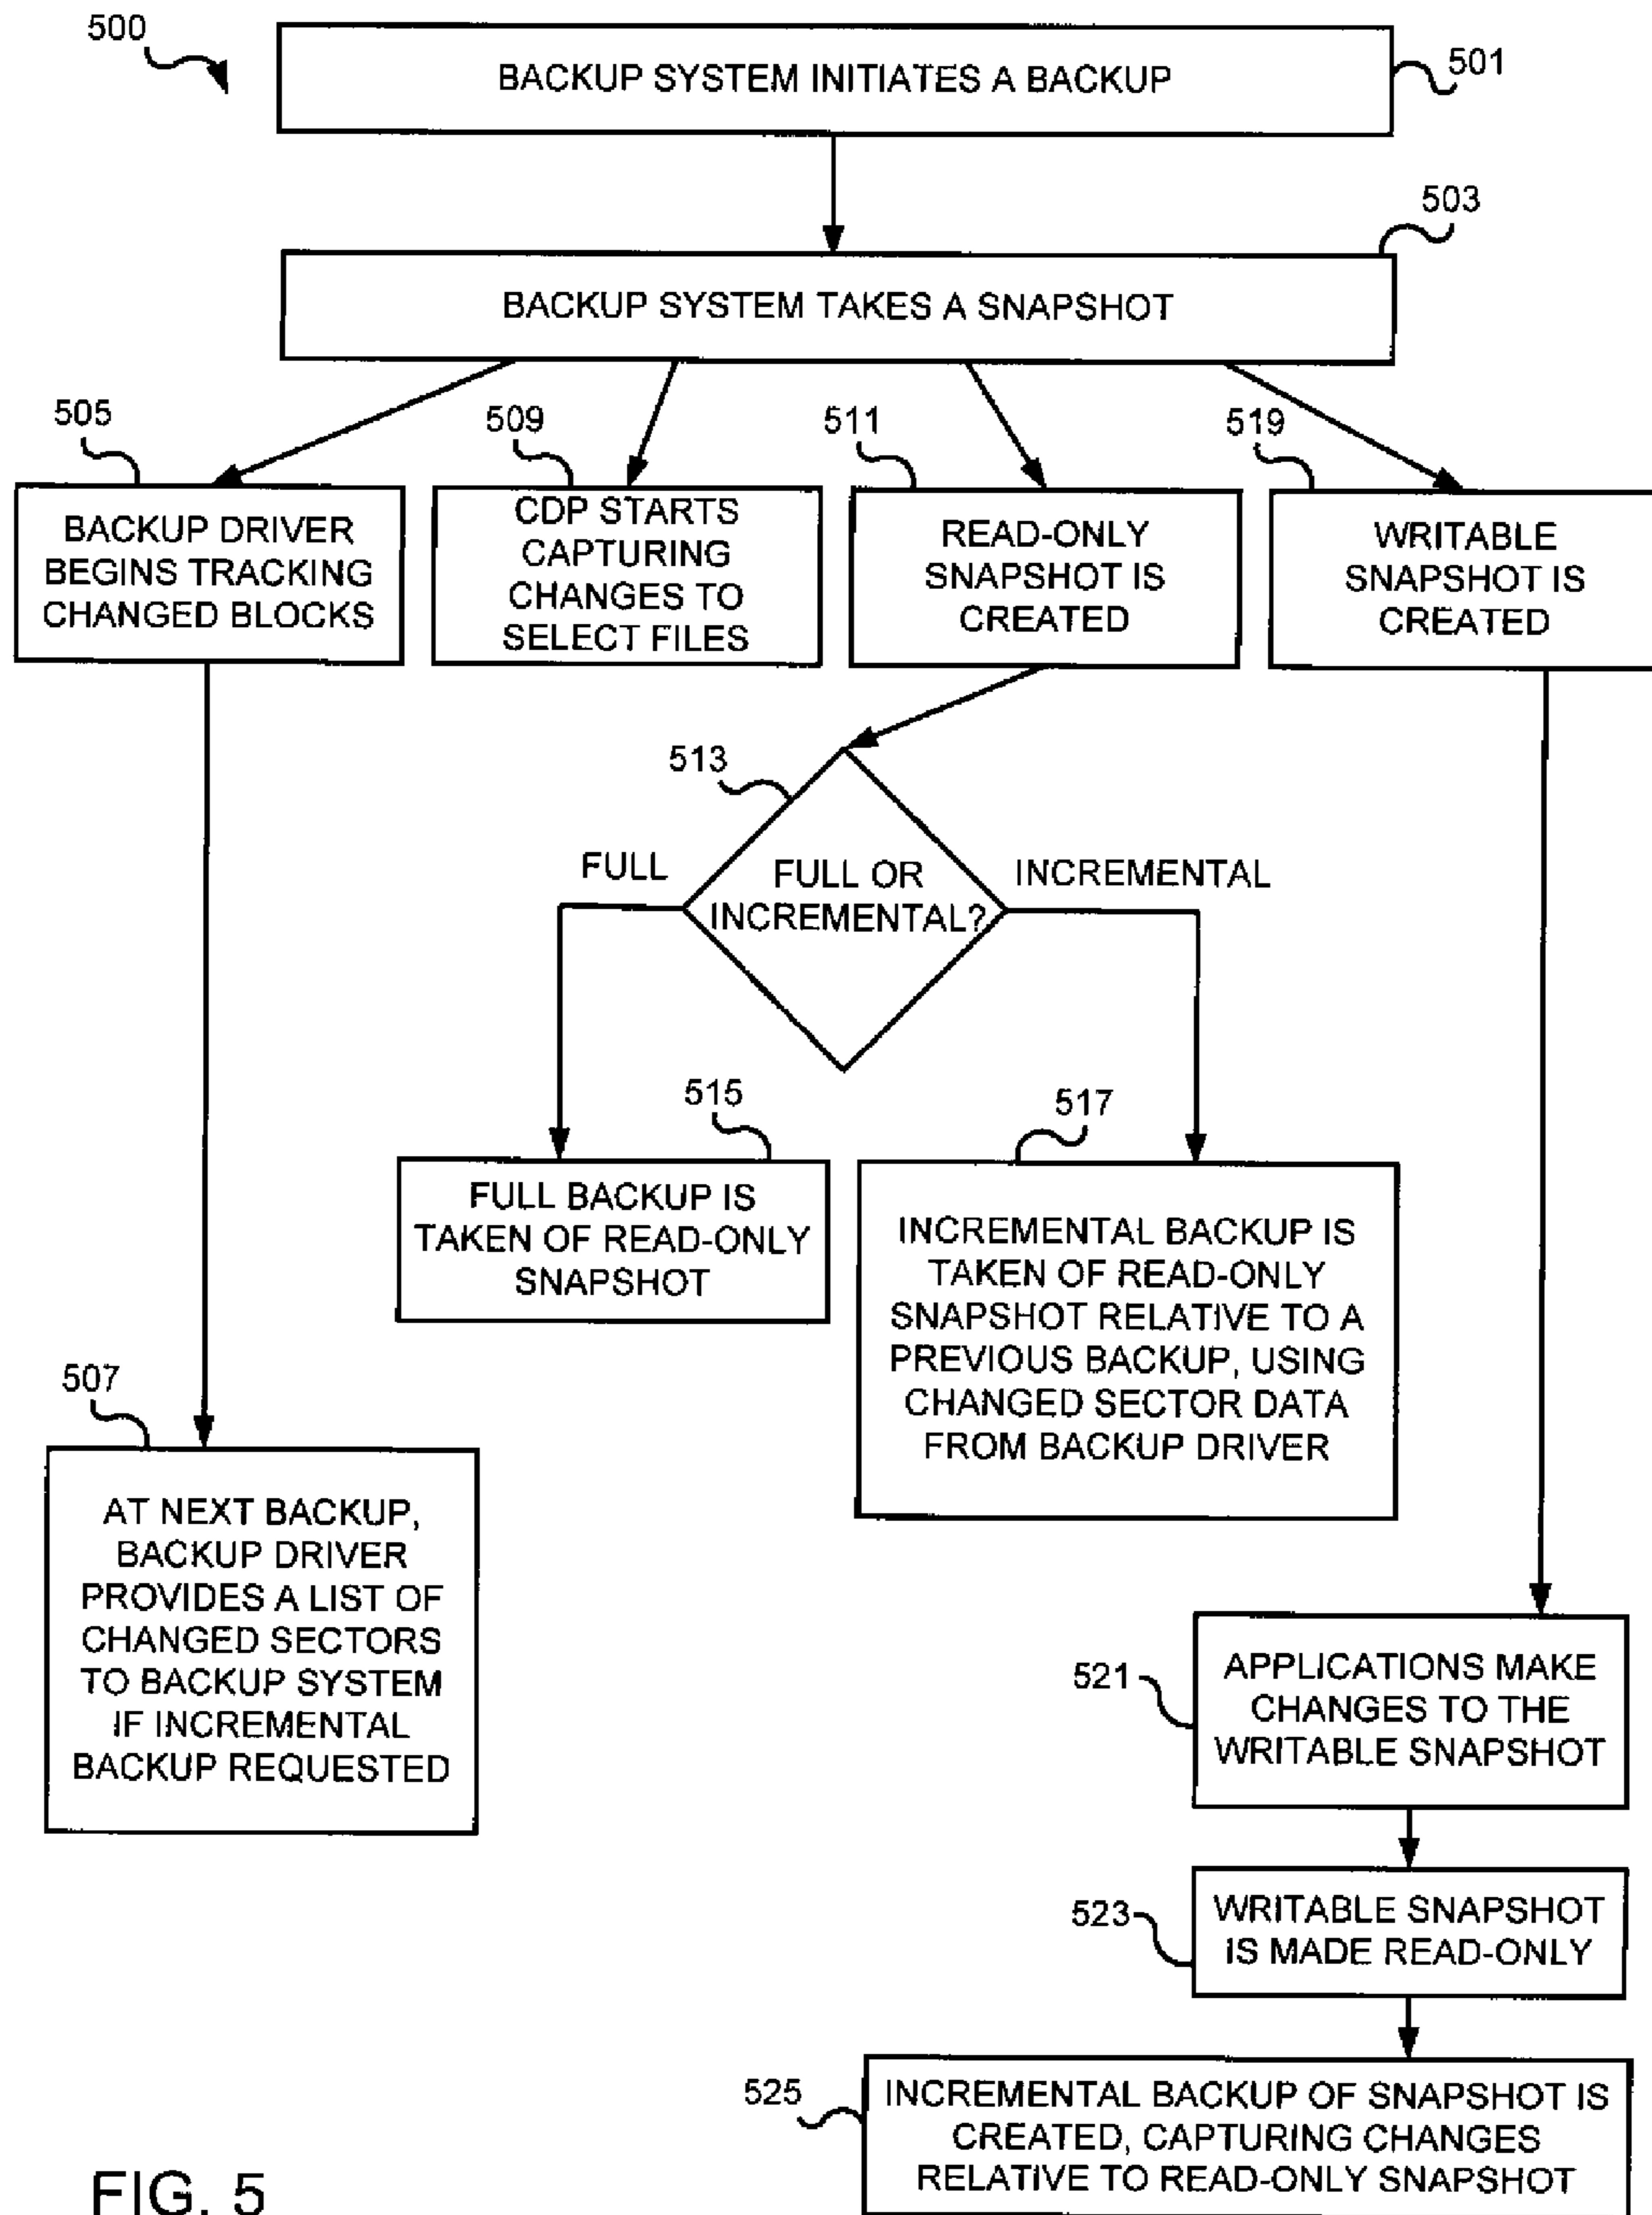 500
BACKUP SYSTEM INITIATES A BACKUP
501
503
BACKUP SYSTEM TAKES A SNAPSHOT
505
BACKUP DRIVER
BEGINS TRACKING
CHANGED BLOCKS
509
CDP STARTS
CAPTURING
CHANGES TO
SELECT FILES
511
READ-ONLY
SNAPSHOT IS
CREATED
519
WRITABLE
SNAPSHOT IS
CREATED
513
FULL
FULL OR
INCREMENTAL?
INCREMENTAL
515
FULL BACKUP IS
TAKEN OF READ-ONLY
SNAPSHOT
517
INCREMENTAL BACKUP IS
TAKEN OF READ-ONLY
SNAPSHOT RELATIVE TO A
PREVIOUS BACKUP, USING
CHANGED SECTOR DATA
FROM BACKUP DRIVER
507
AT NEXT BACKUP,
BACKUP DRIVER
PROVIDES A LIST OF
CHANGED SECTORS
TO BACKUP SYSTEM
IF INCREMENTAL
BACKUP REQUESTED
521
APPLICATIONS MAKE
CHANGES TO THE
WRITABLE SNAPSHOT
523
WRITABLE SNAPSHOT
IS MADE READ-ONLY
525
INCREMENTAL BACKUP OF SNAPSHOT IS
CREATED, CAPTURING CHANGES
RELATIVE TO READ-ONLY SNAPSHOT
FIG. 5